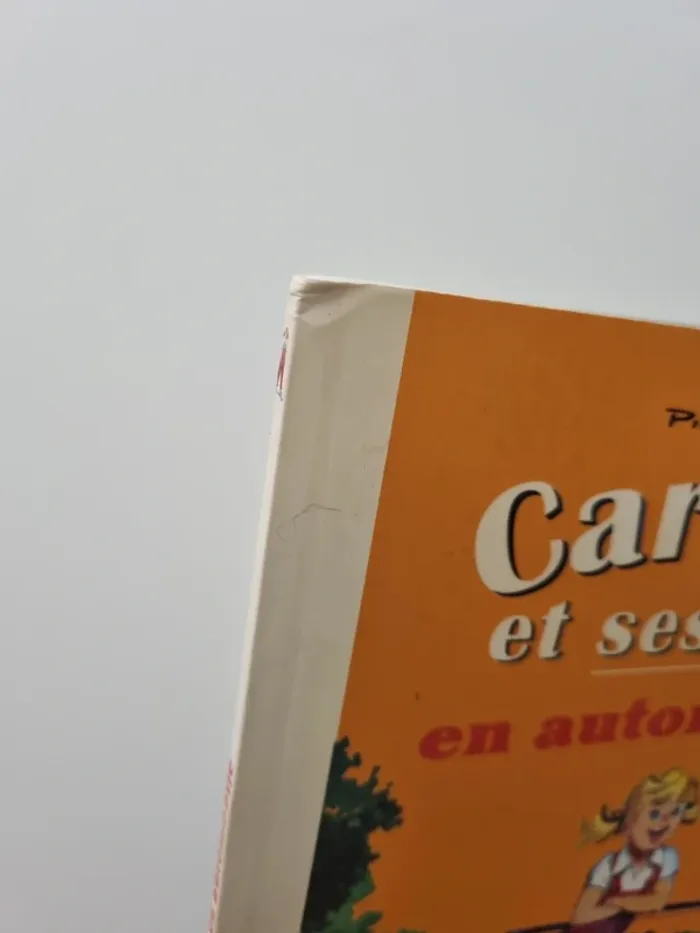 P.
Car
et ses
en auto